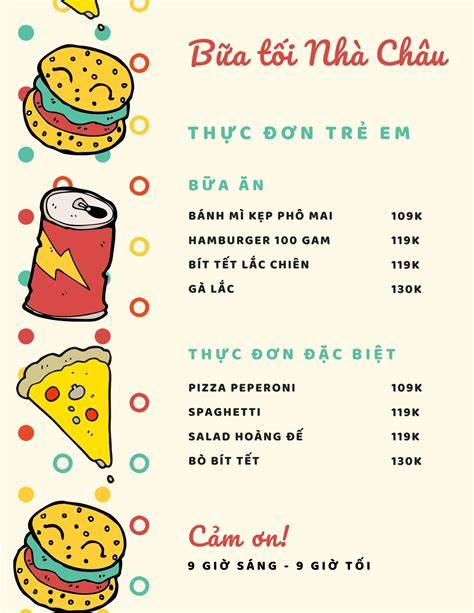 Bữa tối Nhà Châu
THỰC ĐƠN TRẺ EM
BỮA ĂN
BÁNH MÌ KẸP PHÔ MAI 109K
HAMBURGER 100 GAM 119K
BÍT TẾT LẮC CHIÊN 119K
GÀ LẮC 130K
THỰC ĐƠN ĐẶC BIỆT
PIZZA PEPERONI 109K
SPAGHETTI 119K
SALAD HOÀNG ĐẾ 119K
BÒ BÍT TẾT 130K
Cảm ơn!
9 GIỜ SÁNG - 9 GIỜ TỐI